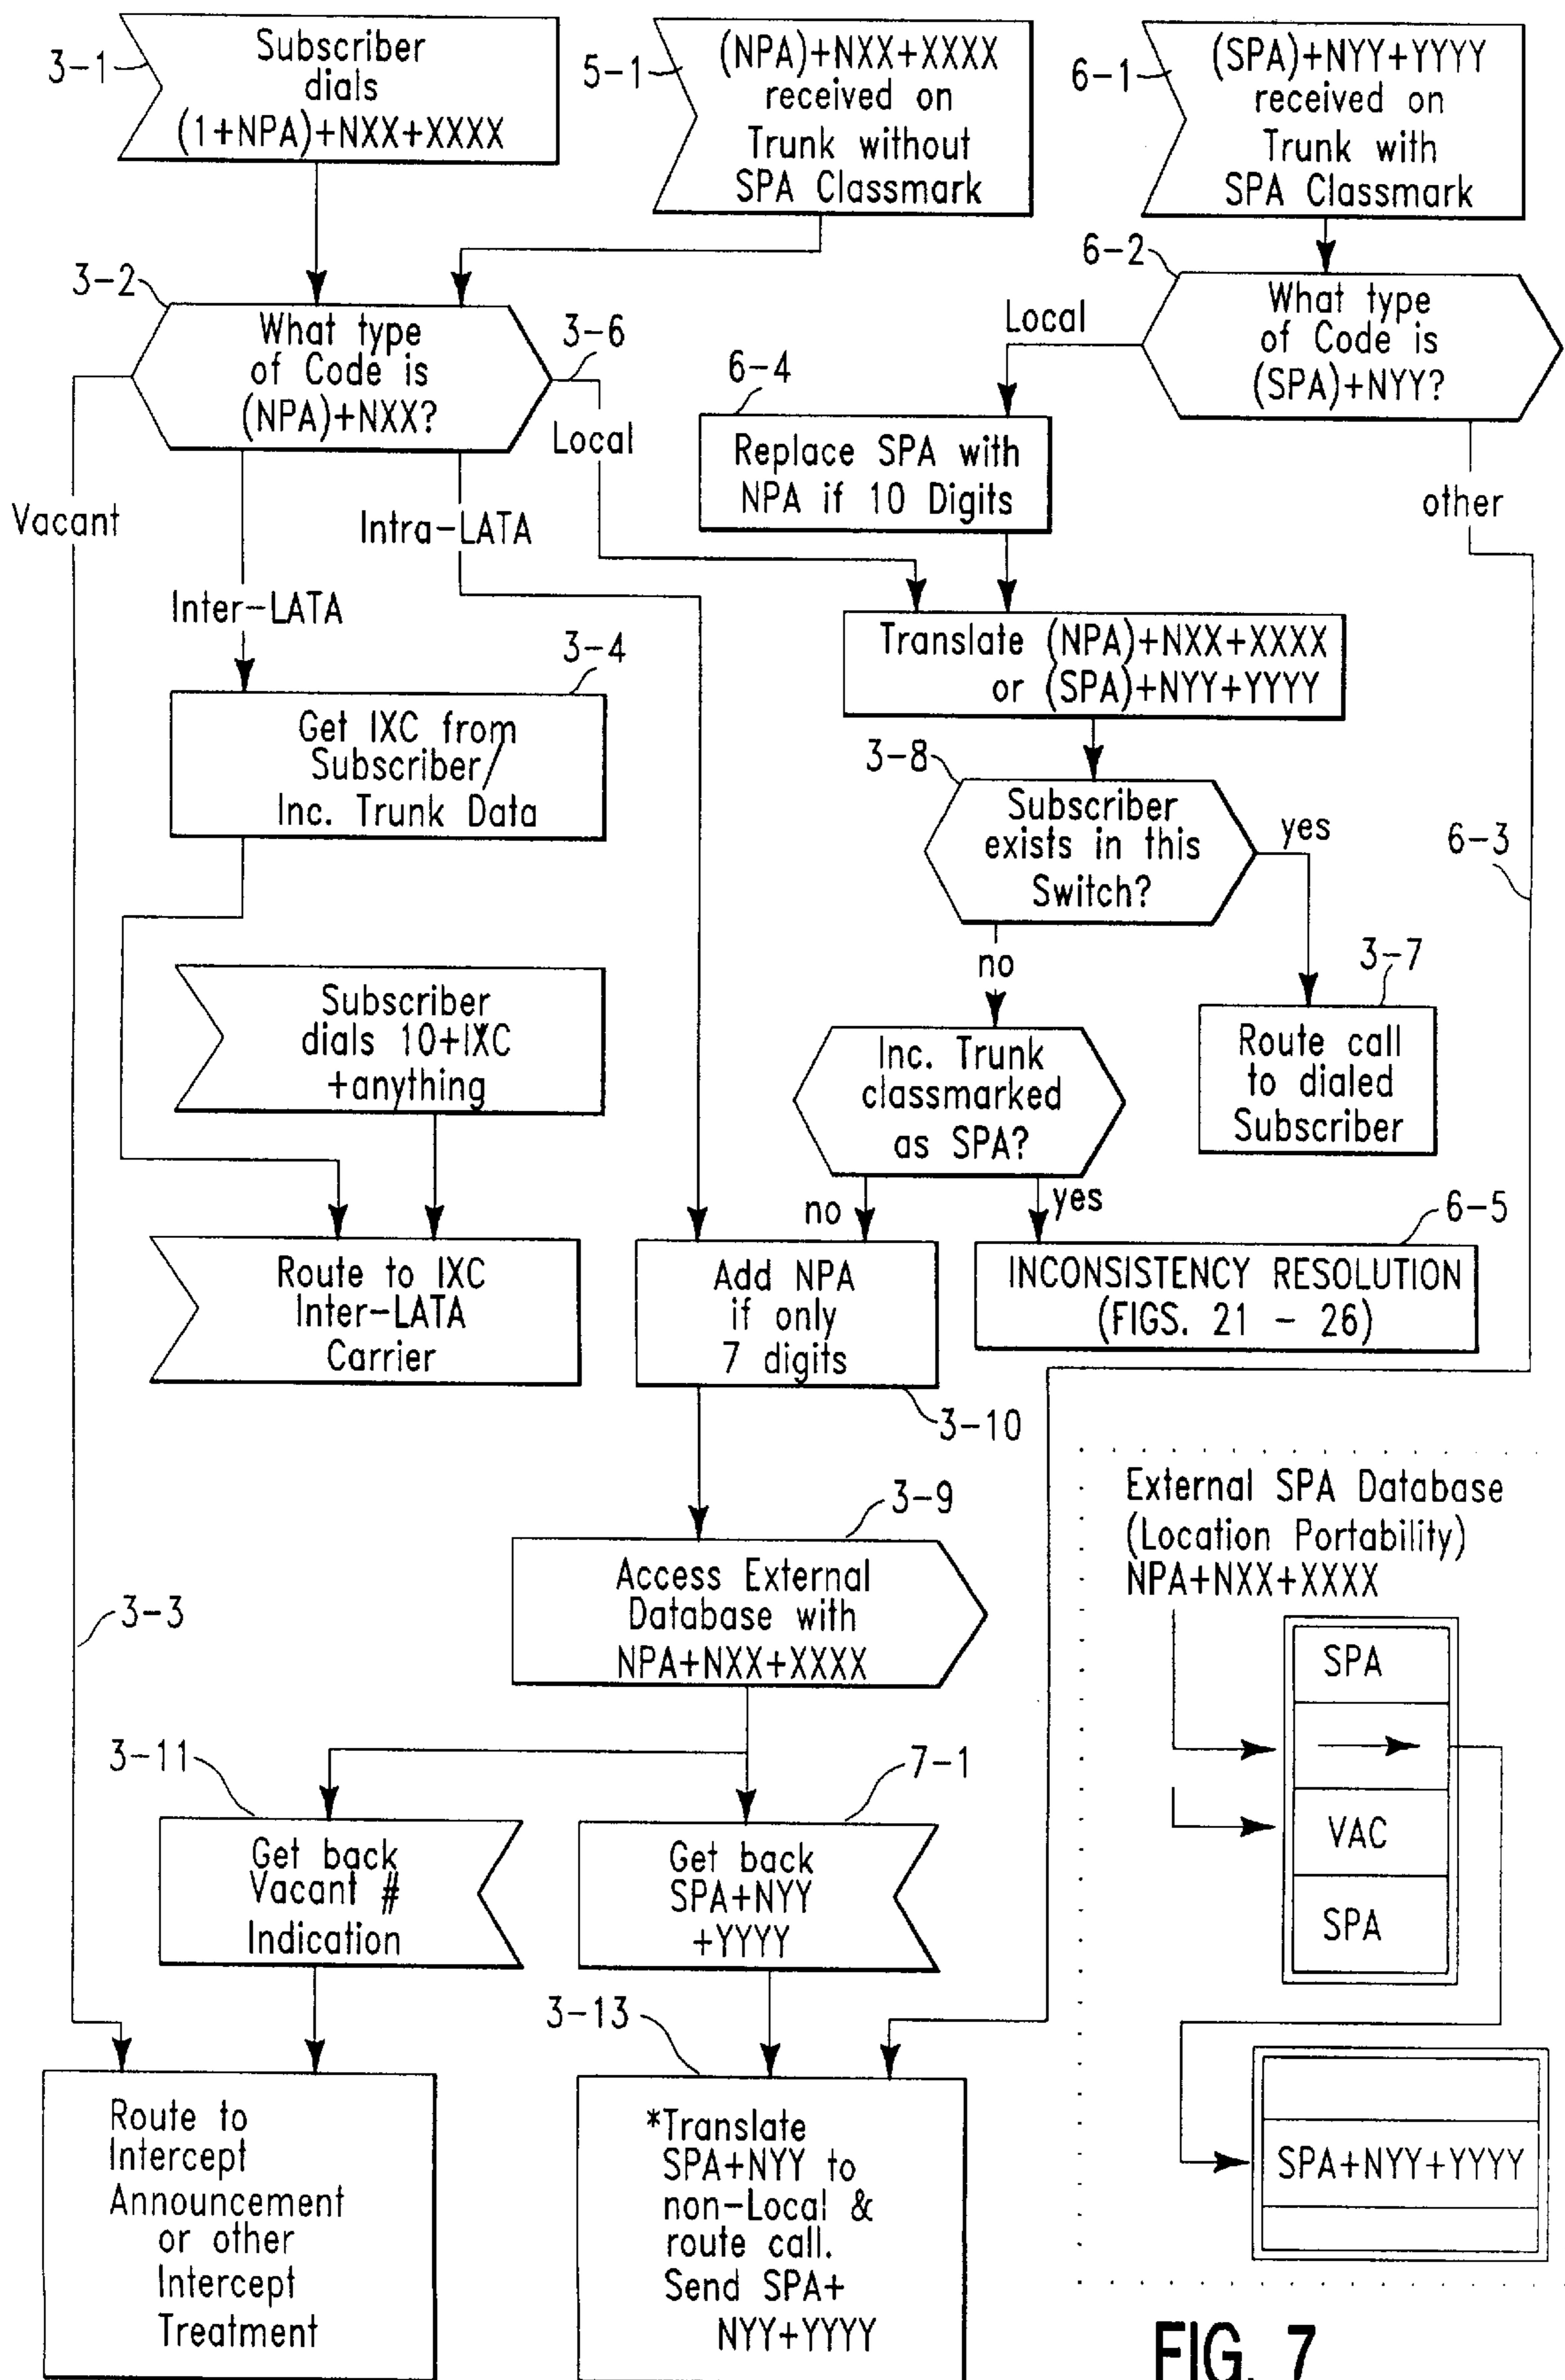 3-1
Subscriber
dials
(1+NPA)+NXX+XXXX
5-1
(NPA)+NXX+XXXX
received on
Trunk without
SPA Classmark
6-1
(SPA)+NYY+YYYY
received on
Trunk with
SPA Classmark
3-2
What type
of Code is
(NPA)+NXX?
3-6
Local
6-2
What type
of Code is
(SPA)+NYY?
Local
6-4
Replace SPA with
NPA if 10 Digits
other
Vacant
Intra-LATA
Inter-LATA
Translate (NPA)+NXX+XXXX
or (SPA)+NYY+YYYY
3-4
Get IXC from
Subscriber/
Inc. Trunk Data
3-8
Subscriber
exists in this
Switch?
yes
6-3
no
3-7
Route call
to dialed
Subscriber
Subscriber
dials 10+IXC
+anything
Inc. Trunk
classmarked
as SPA?
no
yes
6-5
Route to IXC
Inter-LATA
Carrier
Add NPA
if only
7 digits
INCONSISTENCY RESOLUTION
(FIGS. 21 - 26)
3-10
3-9
Access External
Database with
NPA+NXX+XXXX
External SPA Database
(Location Portability)
NPA+NXX+XXXX
SPA
VAC
SPA
SPA+NYY+YYYY
3-3
3-11
Get back
Vacant #
Indication
7-1
Get back
SPA+NYY
+YYYY
3-13
Route to
Intercept
Announcement
or other
Intercept
Treatment
*Translate
SPA+NYY to
non-Local &
route call.
Send SPA+
NYY+YYYY
FIG. 7